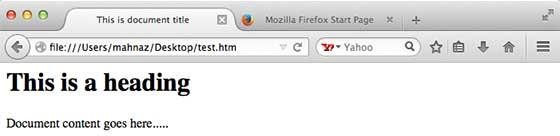 This is document title
Mozilla Firefox Start Page
file:///Users/mahnaz/Desktop/test.htm
Yahoo
This is a heading
Document content goes here.....